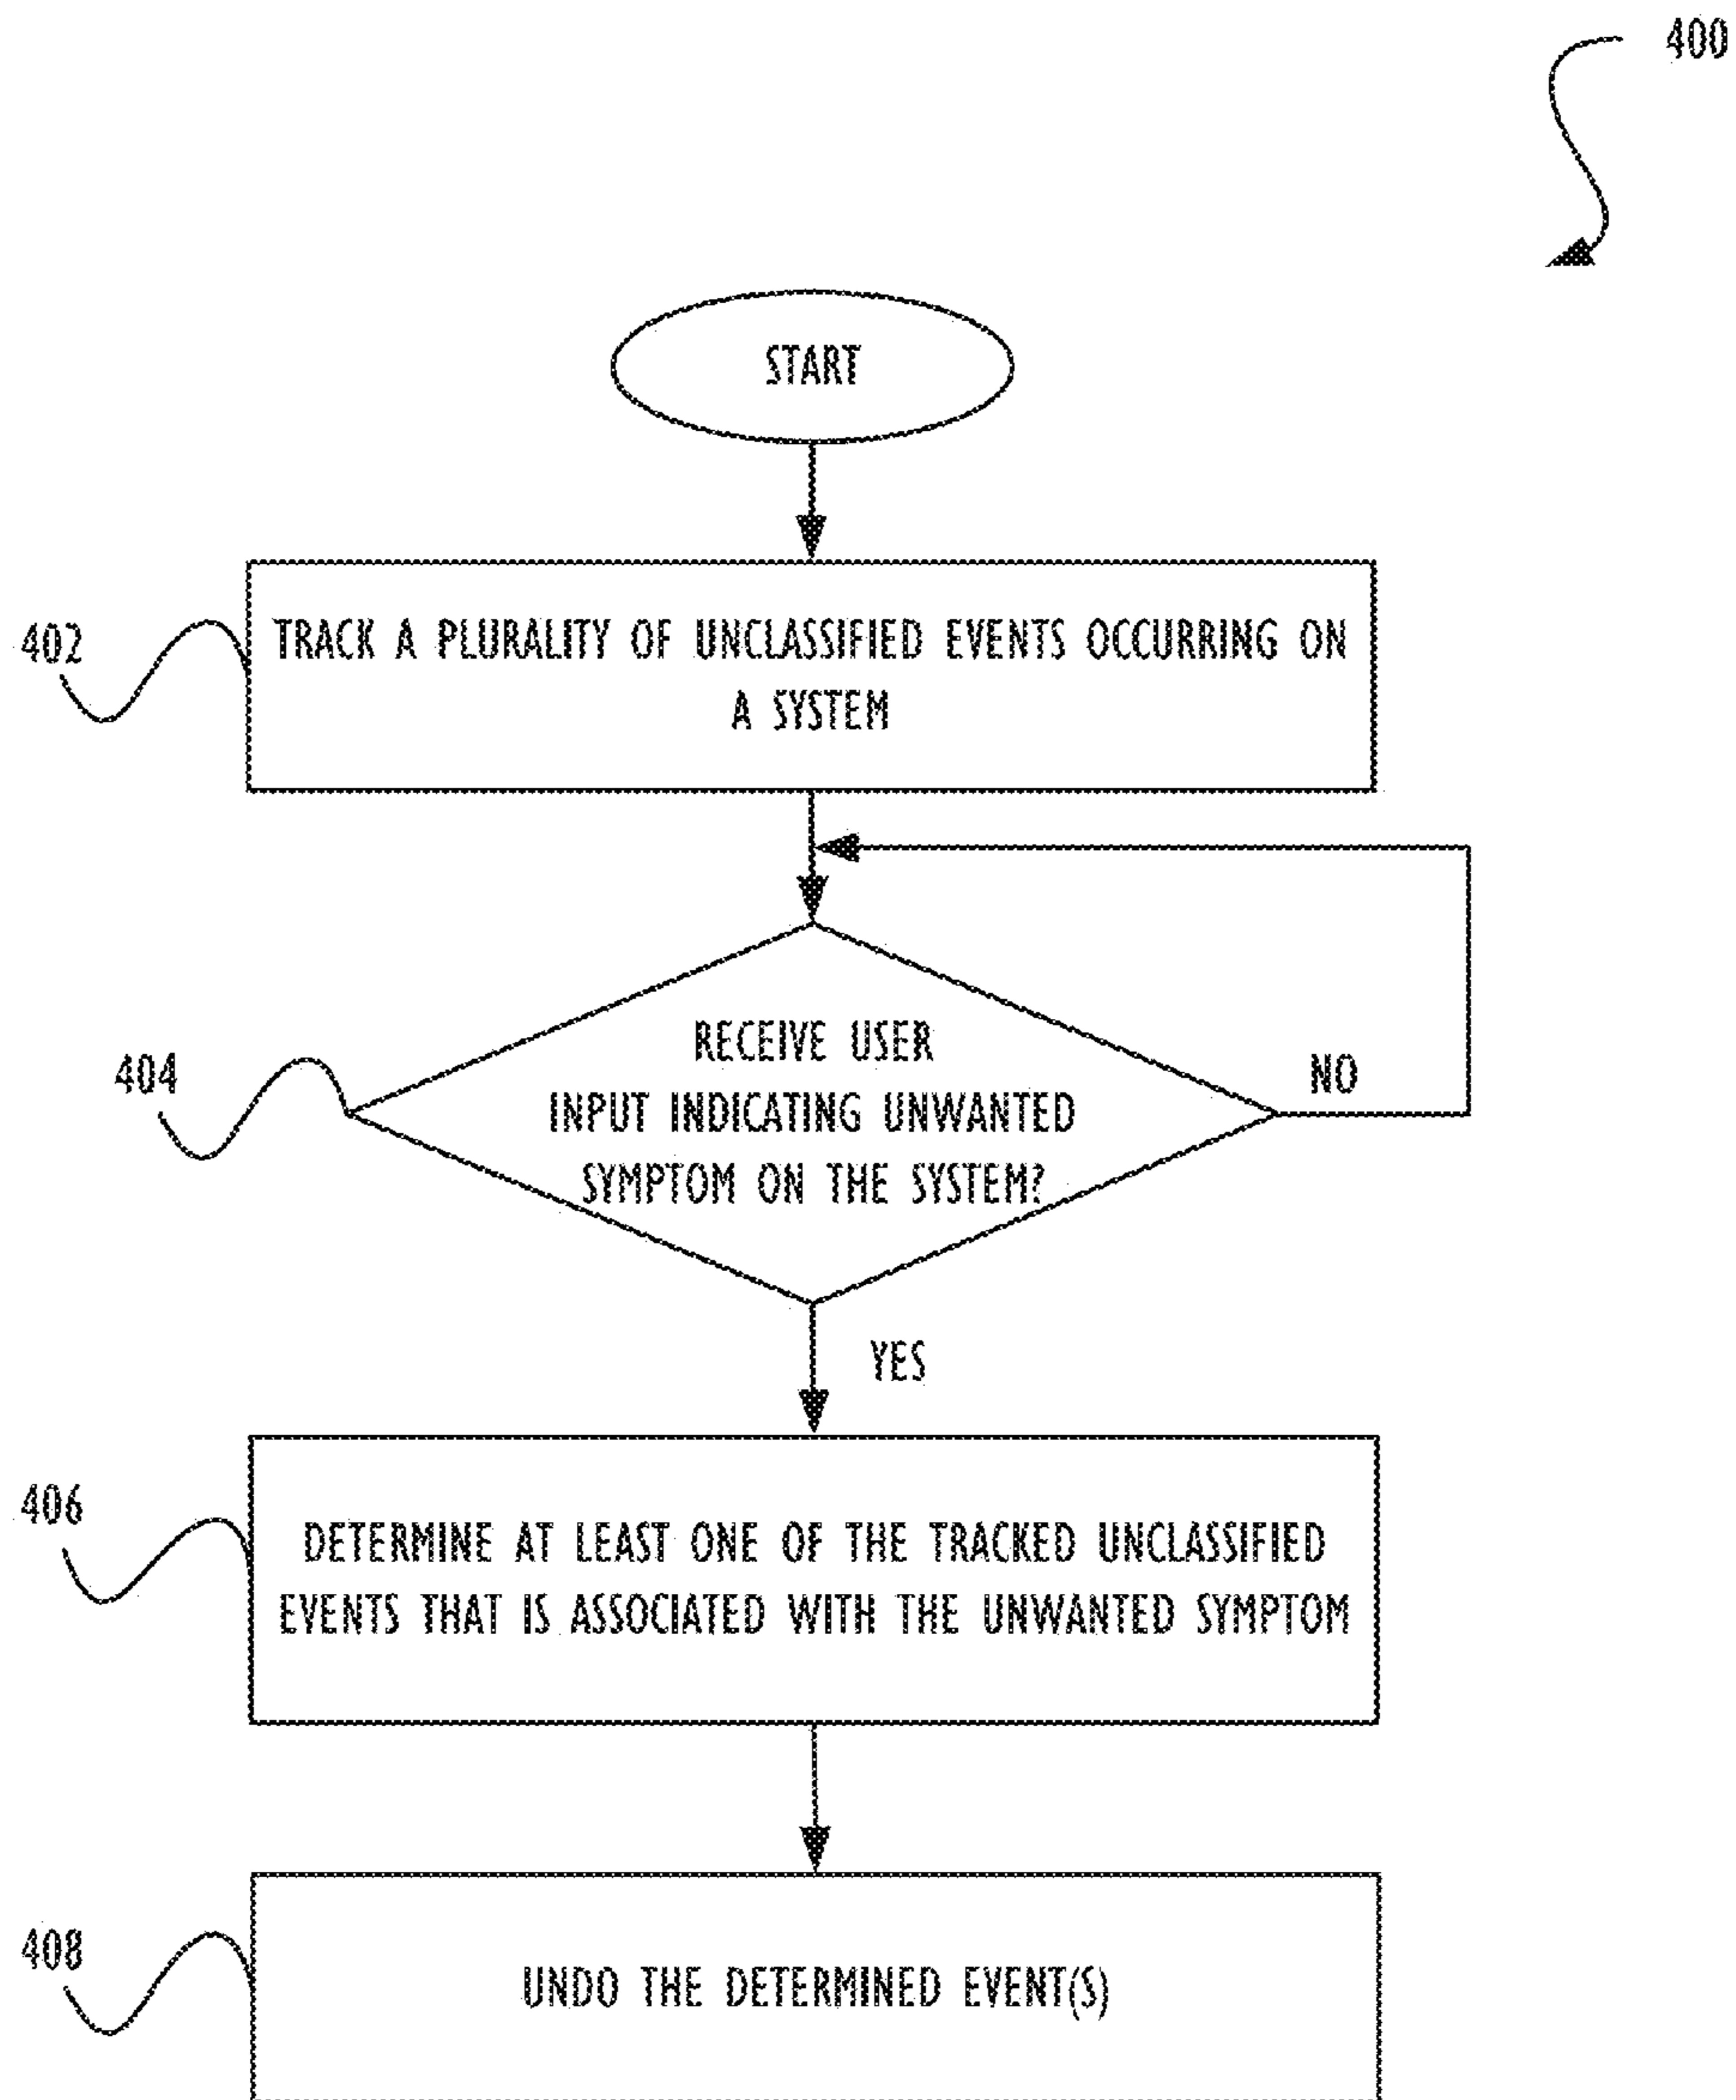 400
START
402
TRACK A PLURALITY OF UNCLASSIFIED EVENTS OCCURRING ON
A SYSTEM
404
RECEIVE USER
INPUT INDICATING UNWANTED
SYMPTOM ON THE SYSTEM?
NO
YES
406
DETERMINE AT LEAST ONE OF THE TRACKED UNCLASSIFIED
EVENTS THAT IS ASSOCIATED WITH THE UNWANTED SYMPTOM
408
UNDO THE DETERMINED EVENT(S)